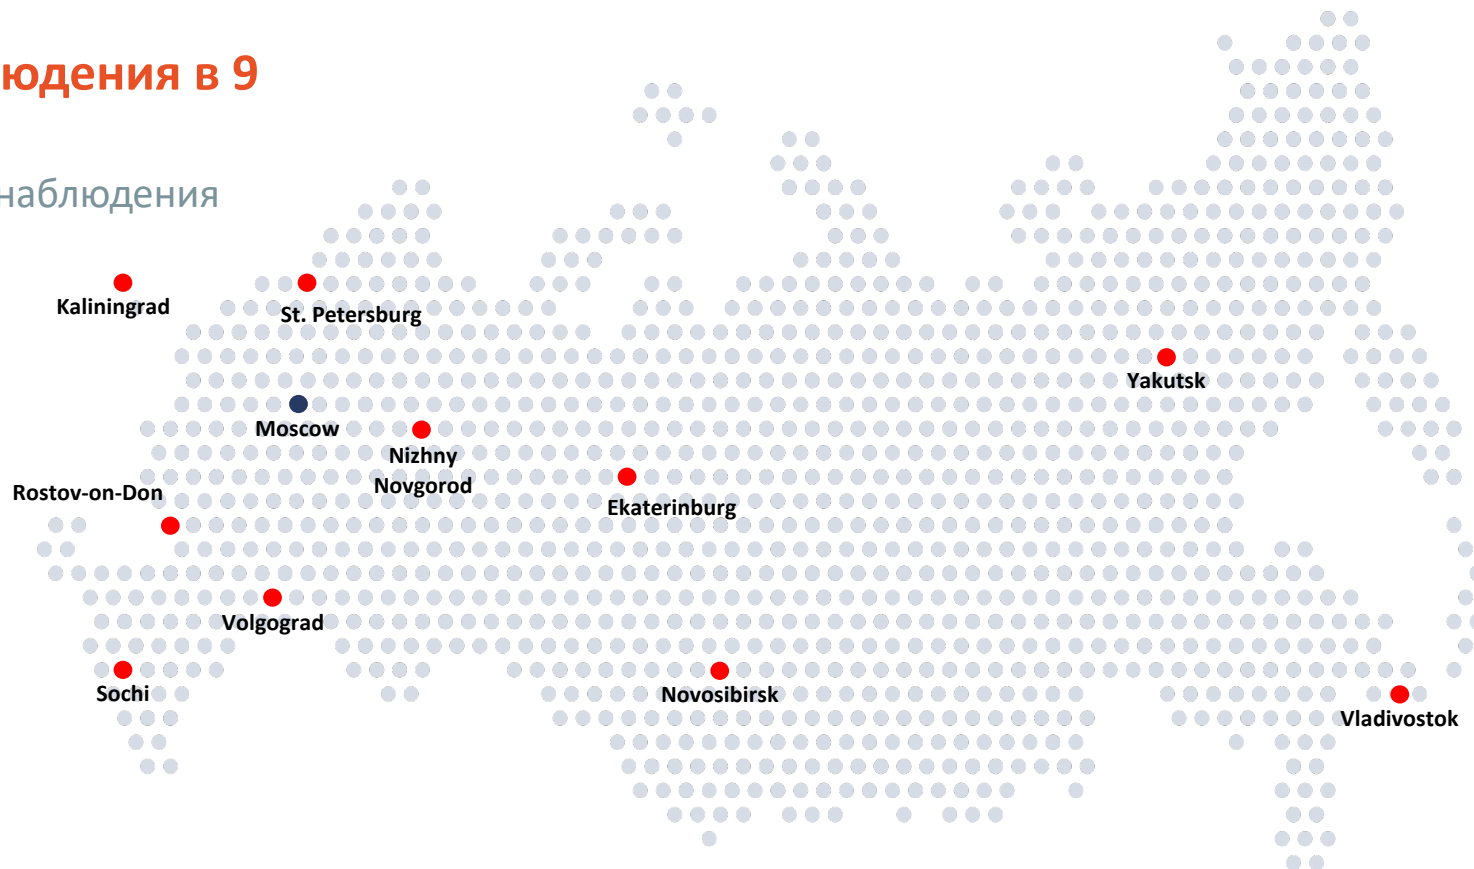 юдения в 9
наблюдения
Kaliningrad
St. Petersburg
Yakutsk
Moscow
Nizhny
Novgorod
Rostov-on-Don
Ekaterinburg
Volgograd
Sochi
Novosibirsk
Vladivostok